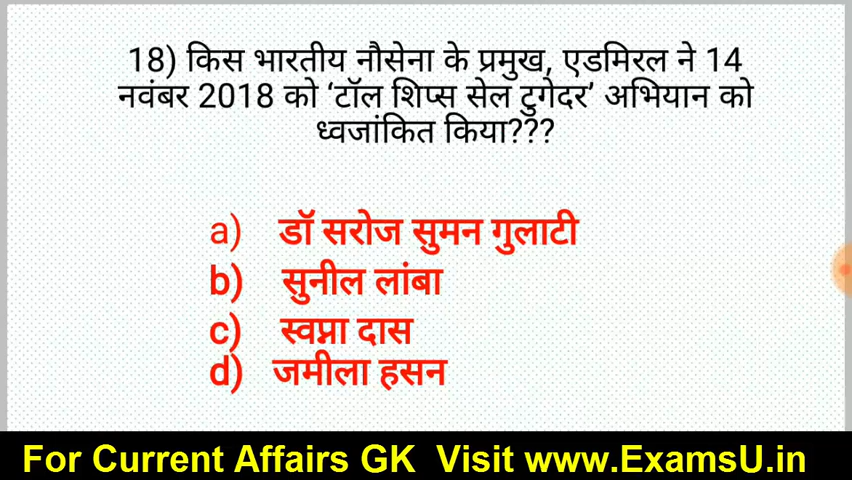 18) किस भारतीय नौसेना के प्रमुख, एडमिरल ने 14
नवंबर 2018 को ‘टॉल शिप्स सेल टुगेदर’ अभियान को
ध्वजांकित किया???
a) डॉ सरोज सुमन गुलाटी
b) सुनील लांबा
c) स्वप्ना दास
d) जमीला हसन
For Current Affairs GK Visit www.ExamsU.in